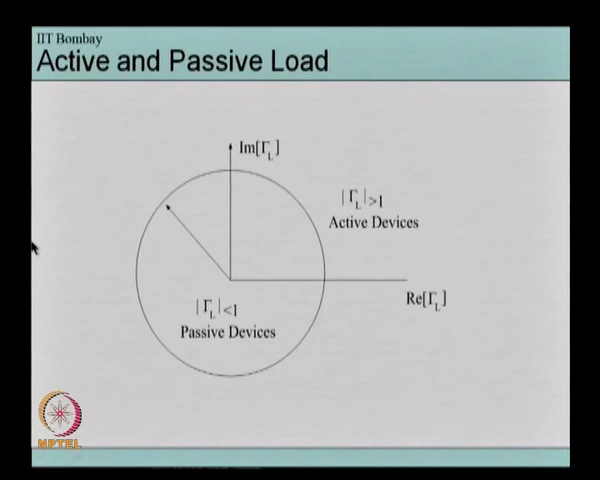 IIT Bombay
Active and Passive Load
Im[Γ_L]
|Γ_L|>1
Active Devices
Re[Γ_L]
|Γ_L|<1
Passive Devices
NPTEL